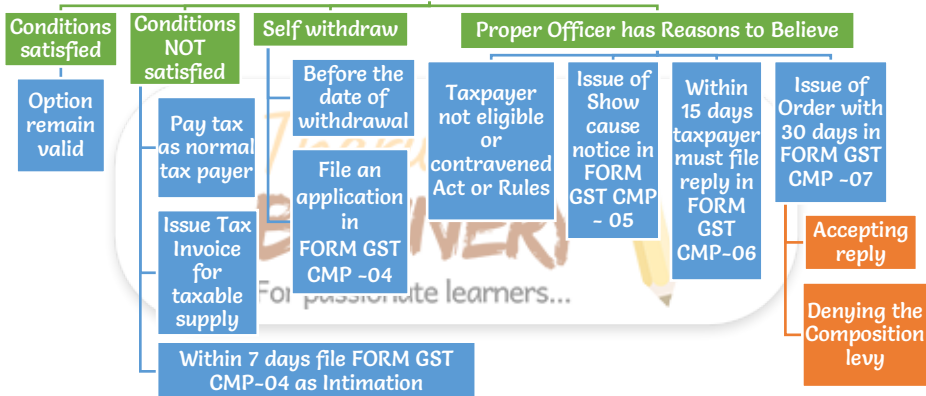 Conditions
satisfied
Option
remain
valid
Conditions
NOT
satisfied
Pay tax
as normal
tax payer
Issue Tax
Invoice
for
taxable
supply
Within 7 days file FORM GST
CMP-04 as Intimation
Self withdraw
Before the
date of
withdrawal
File an
application
in
FORM GST
CMP -04
Proper Officer has Reasons to Believe
Taxpayer
not eligible
or
contravened
Act or Rules
Issue of
Show
cause
notice in
FORM
GST CMP
- 05
Within
15 days
taxpayer
must file
reply in
FORM
GST
CMP-06
Issue of
Order with
30 days in
FORM GST
CMP -07
Accepting
reply
Denying the
Composition
levy
For passionate learners...